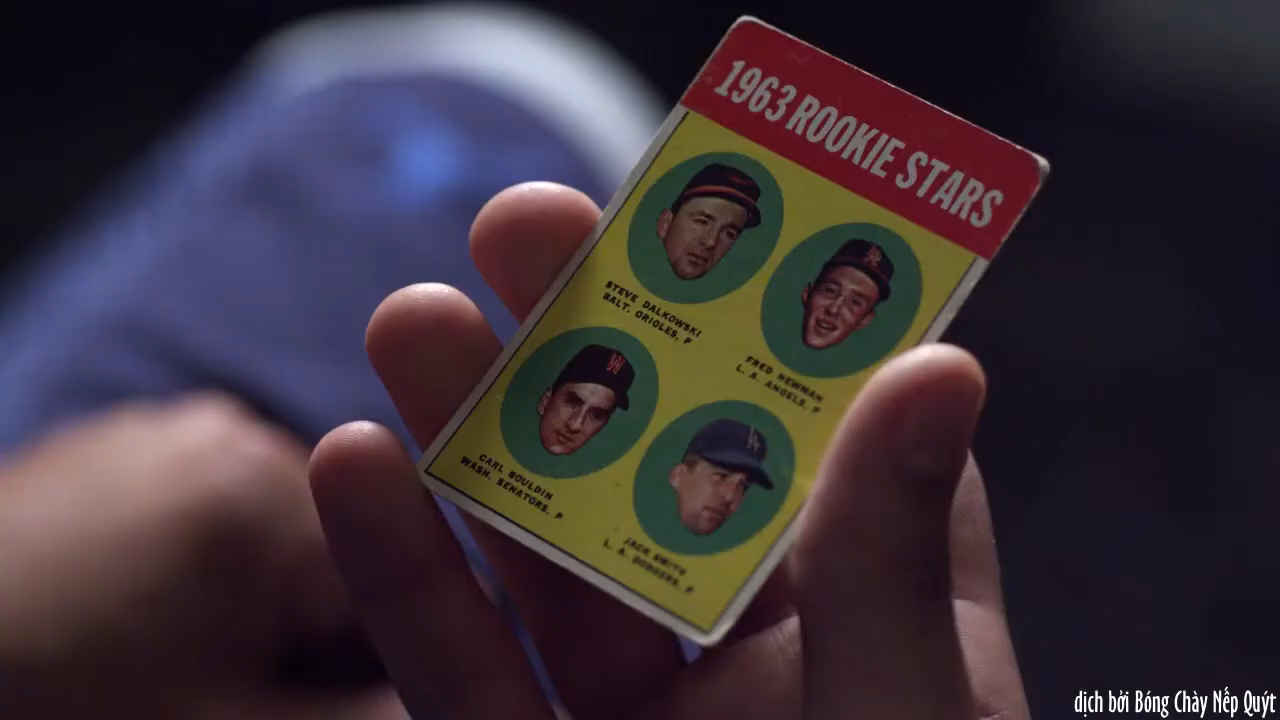 1963 ROOKIE STARS
STEVE DALKOWSKI
BALT. ORIOLES, P
FRED NEWMAN
L. A. ANGELS, P
CARL BOULDIN
WASH. SENATORS, P
JACK SMITH
L. A. DODGERS, P
dịch bởi Bóng Chày Nếp Quýt